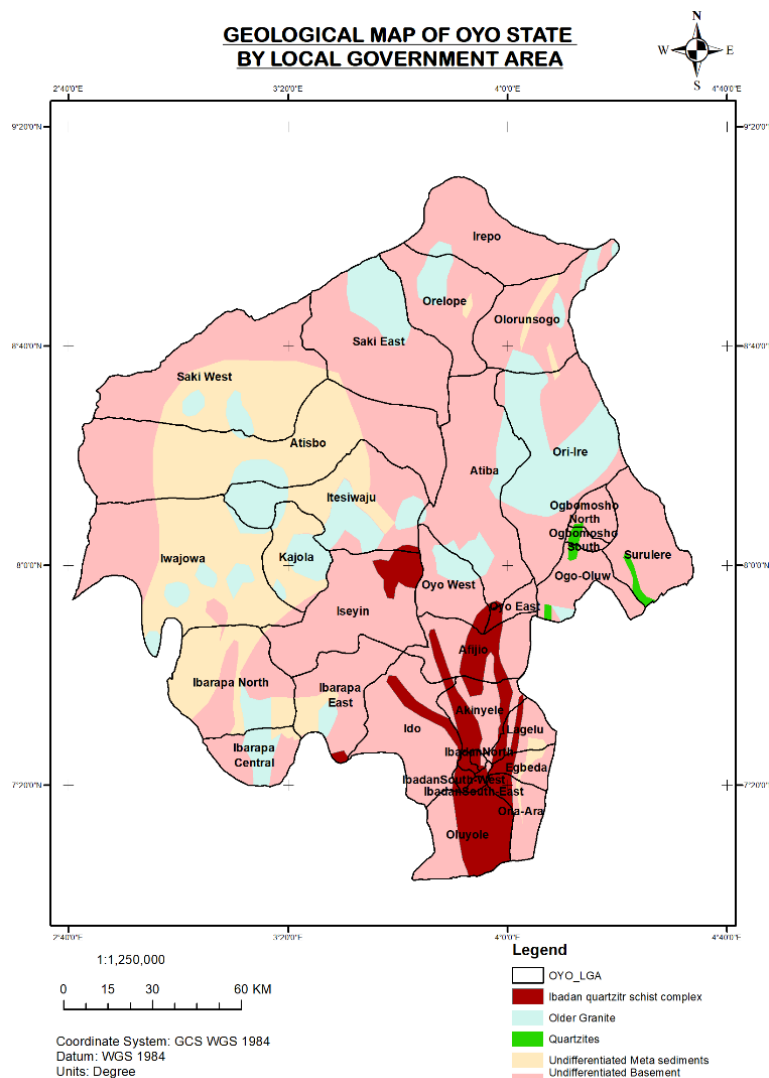 GEOLOGICAL MAP OF OYO STATE
BY LOCAL GOVERNMENT AREA
N
W
E
S
2°40'0"E
3°20'0"E
4°0'0"E
4°40'0"E
9°20'0"N
9°20'0"N
Irepo
Orelope
Olorunsogo
Saki East
8°40'0"N
8°40'0"N
Saki West
Atisbo
Ori-Ire
Atiba
Itesiwaju
Ogbomosho
North
Ogbomosho
South
Surulere
Iwajowa
Kajola
8°0'0"N
8°0'0"N
Oyo West
Ogo-Oluw
Iseyin
Oyo East
Afijio
Ibarapa North
Ibarapa
East
Akinyele
Ido
Lagelu
Ibarapa
Central
IbadanNorth
Egbeda
7°20'0"N
7°20'0"N
IbadanSouth-West
IbadanSouth-East
Ona-Ara
Oluyole
2°40'0"E
3°20'0"E
4°0'0"E
4°40'0"E
1:1,250,000
0 15 30 60 KM
Coordinate System: GCS WGS 1984
Datum: WGS 1984
Units: Degree
Legend
OYO_LGA
Ibadan quartzitr schist complex
Older Granite
Quartzites
Undifferentiated Meta sediments
Undifferentiated Basement